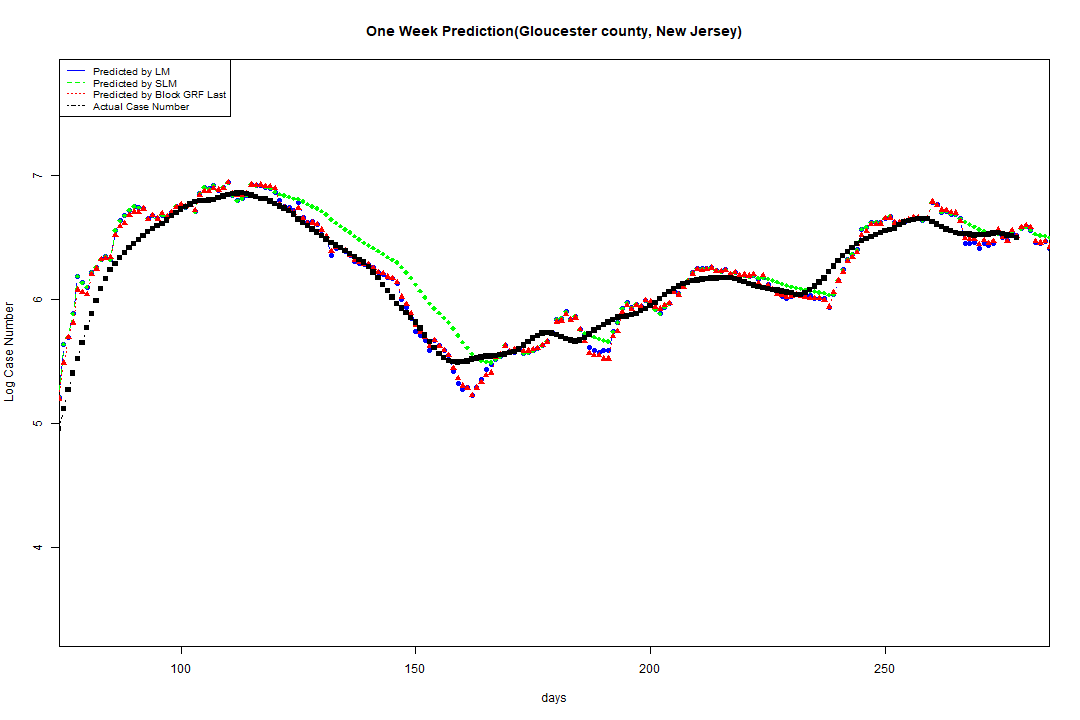 One Week Prediction(Gloucester county, New Jersey)
Predicted by LM
Predicted by SLM
Predicted by Block GRF Last
Actual Case Number
7
6
5
4
Log Case Number
100 150 200 250
days